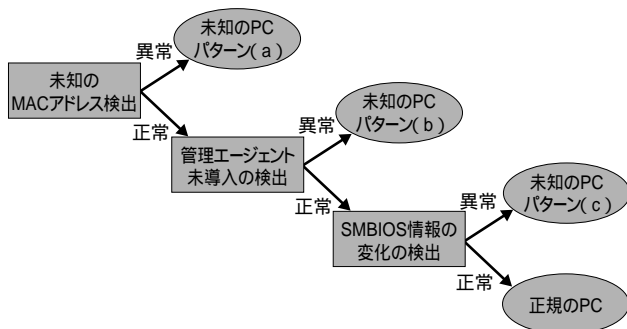 未知のPC
パターン(a)
異常
未知の
MACアドレス検出
正常
未知のPC
パターン(b)
異常
管理エージェント
未導入の検出
正常
未知のPC
パターン(c)
異常
SMBIOS情報の
変化の検出
正常
正規のPC